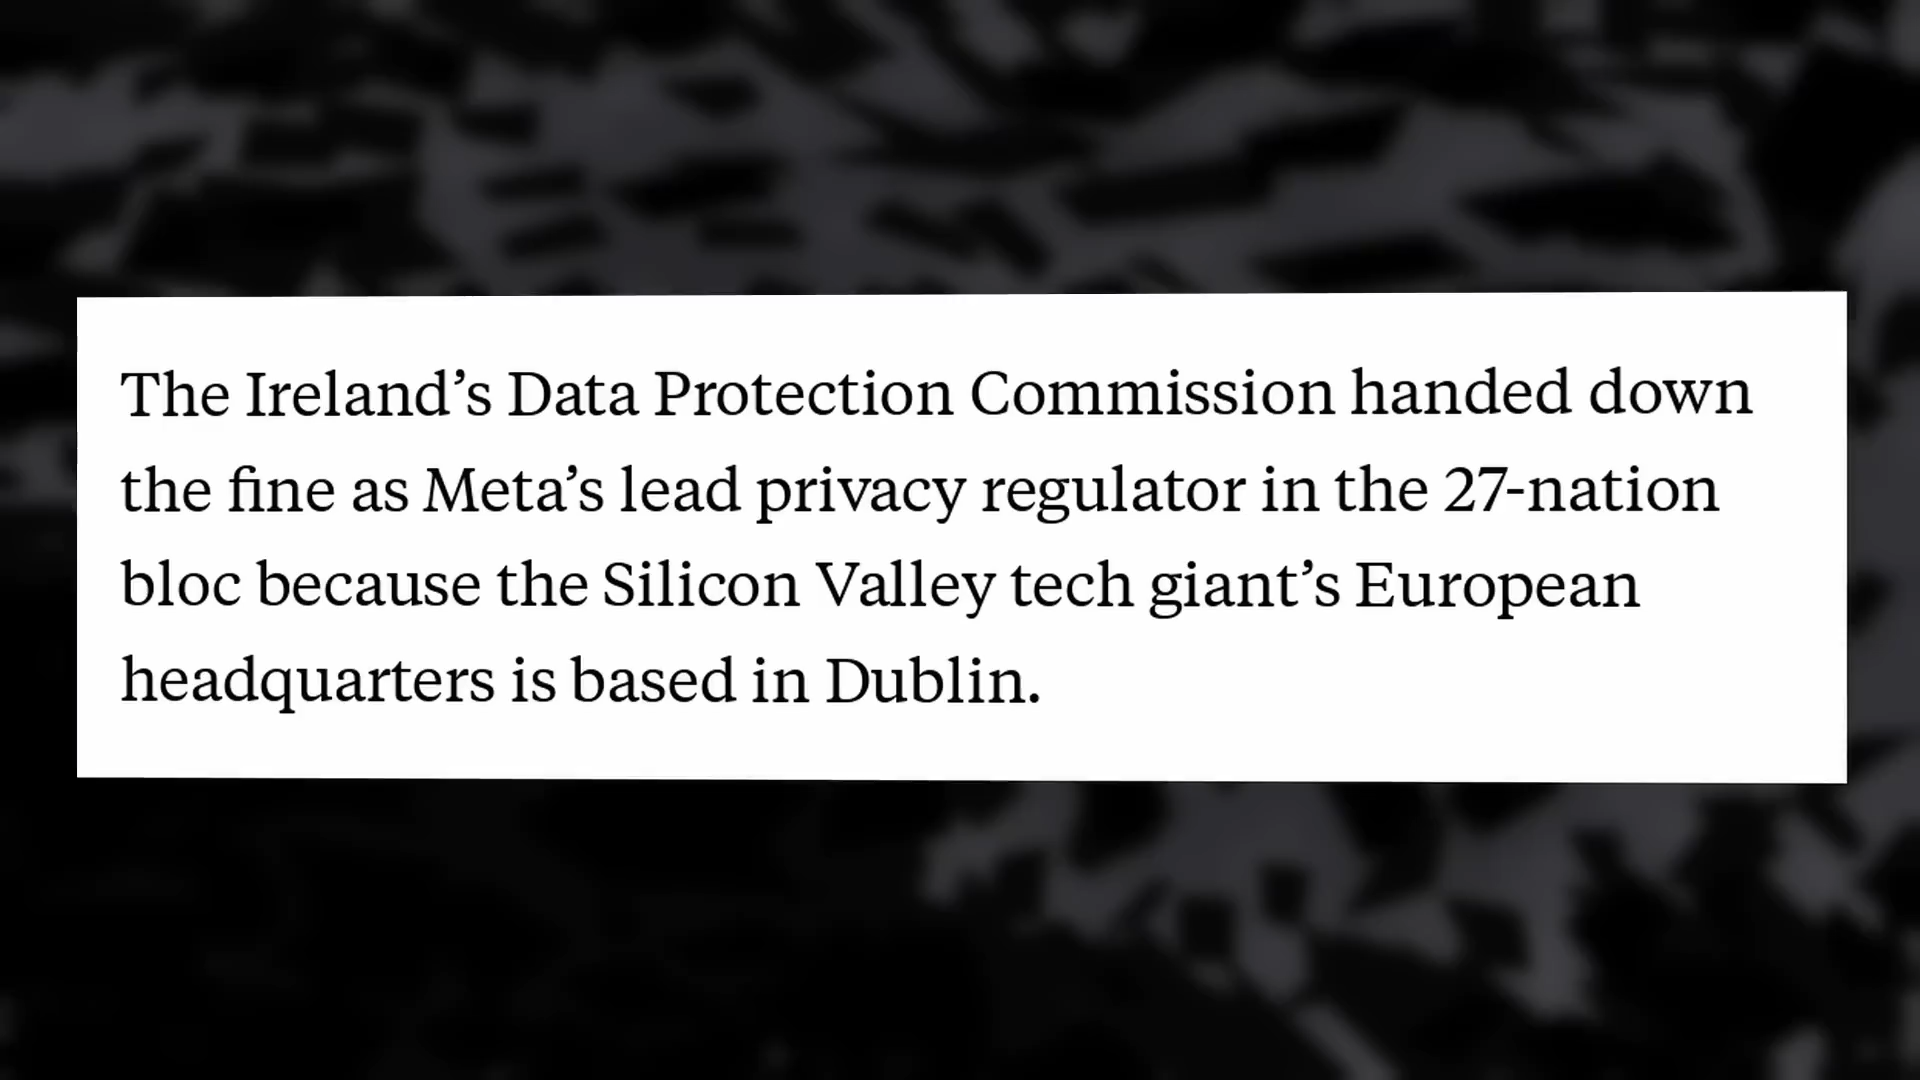 The Ireland’s Data Protection Commission handed down
the fine as Meta’s lead privacy regulator in the 27-nation
bloc because the Silicon Valley tech giant’s European
headquarters is based in Dublin.